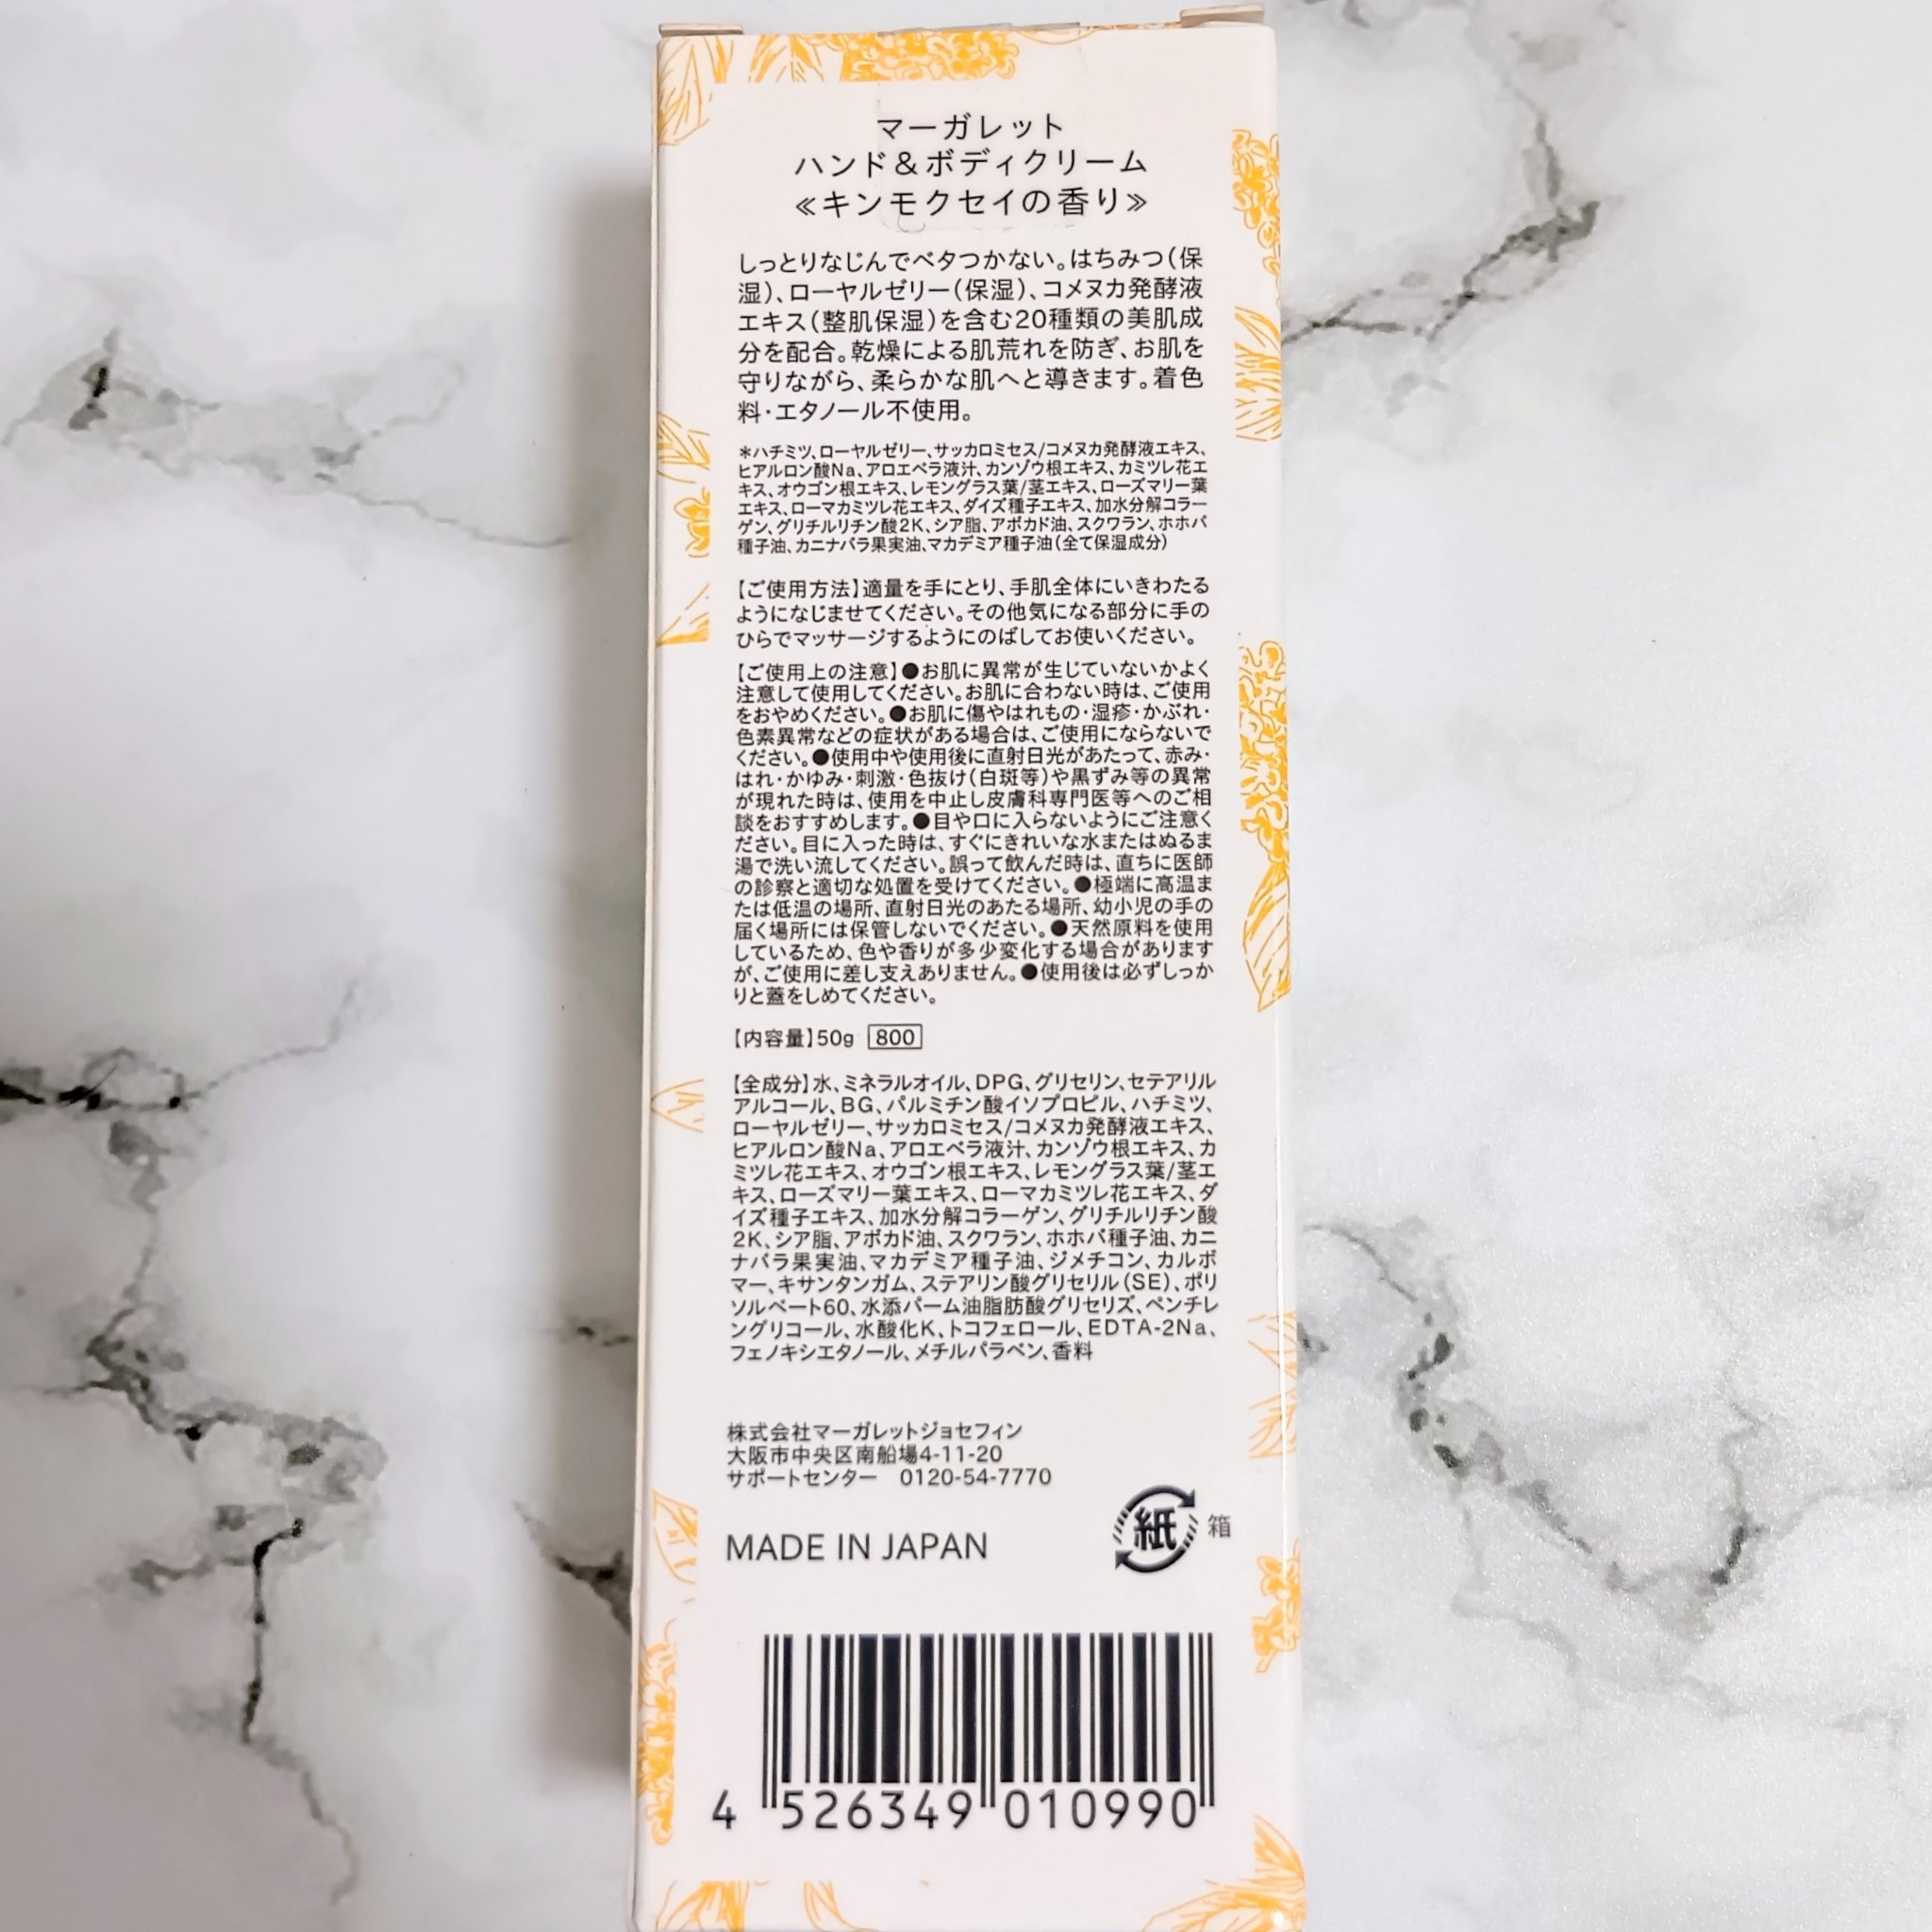 マーガレット
ハンド＆ボディクリーム
≪キンモクセイの香り≫
しっとりなじんでベタつかない。はちみつ（保
湿）、ローヤルゼリー（保湿）、コメヌカ発酵液
エキス（整肌保湿）を含む20種類の美肌成
分を配合。乾燥による肌荒れを防ぎ、お肌を
守りながら、柔らかな肌へと導きます。着色
料・エタノール不使用。
＊ハチミツ、ローヤルゼリー、サッカロミセス/コメヌカ発酵液エキス、
ヒアルロン酸Na、アロエベラ液汁、カンゾウ根エキス、カミツレ花エ
キス、オウゴン根エキス、レモングラス葉/茎エキス、ローズマリー葉
エキス、ローマカミツレ花エキス、ダイズ種子エキス、加水分解コラー
ゲン、グリチルリチン酸2K、シア脂、アボカド油、スクワラン、ホホバ
種子油、カニナバラ果実油、マカデミア種子油（全て保湿成分）
【ご使用方法】適量を手にとり、手肌全体にいきわたる
ようになじませてください。その他気になる部分に手の
ひらでマッサージするようにのばしてお使いください。
【ご使用上の注意】●お肌に異常が生じていないかよく
注意して使用してください。お肌に合わない時は、ご使用
をおやめください。●お肌に傷やはれもの・湿疹・かぶれ・
色素異常などの症状がある場合は、ご使用にならないで
ください。●使用中や使用後に直射日光があたって、赤み・
はれ・かゆみ・刺激・色抜け（白斑等）や黒ずみ等の異常
が現れた時は、使用を中止し皮膚科専門医等へのご相
談をおすすめします。●目や口に入らないようにご注意く
ださい。目に入った時は、すぐにきれいな水またはぬるま
湯で洗い流してください。誤って飲んだ時は、直ちに医師
の診察と適切な処置を受けてください。●極端に高温ま
たは低温の場所、直射日光のあたる場所、幼小児の手の
届く場所には保管しないでください。●天然原料を使用
しているため、色や香りが多少変化する場合があります
が、ご使用に差し支えありません。●使用後は必ずしっか
りと蓋をしめてください。
【内容量】50g 800
【全成分】水、ミネラルオイル、DPG、グリセリン、セテアリル
アルコール、BG、パルミチン酸イソプロピル、ハチミツ、
ローヤルゼリー、サッカロミセス/コメヌカ発酵液エキス、
ヒアルロン酸Na、アロエベラ液汁、カンゾウ根エキス、カ
ミツレ花エキス、オウゴン根エキス、レモングラス葉/茎エ
キス、ローズマリー葉エキス、ローマカミツレ花エキス、ダ
イズ種子エキス、加水分解コラーゲン、グリチルリチン酸
2K、シア脂、アボカド油、スクワラン、ホホバ種子油、カニ
ナバラ果実油、マカデミア種子油、ジメチコン、カルボ
マー、キサンタンガム、ステアリン酸グリセリル（SE）、ポリ
ソルベート60、水添パーム油脂肪酸グリセリズ、ペンチレ
ングリコール、水酸化K、トコフェロール、EDTA-2Na、
フェノキシエタノール、メチルパラベン、香料
株式会社マーガレットジョセフィン
大阪市中央区南船場4-11-20
サポートセンター　0120-54-7770
MADE IN JAPAN
紙 箱
4 526349 010990